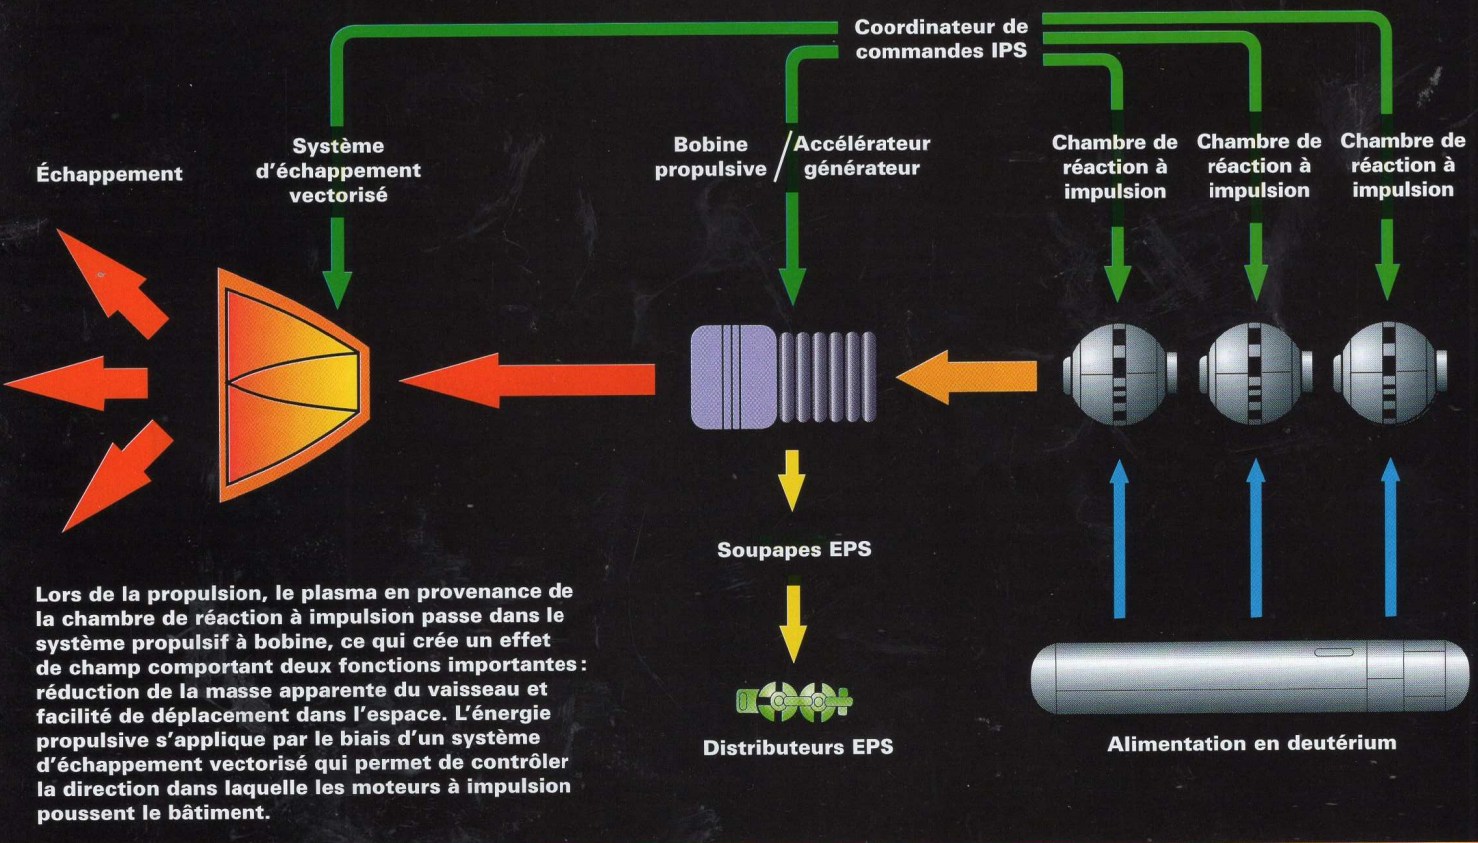 Coordinateur de
commandes IPS
Échappement
Système
d'échappement
vectorisé
Bobine
propulsive
/
Accélérateur
générateur
Chambre de
réaction à
impulsion
Chambre de
réaction à
impulsion
Chambre de
réaction à
impulsion
Soupapes EPS
Distributeurs EPS
Alimentation en deutérium
Lors de la propulsion, le plasma en provenance de
la chambre de réaction à impulsion passe dans le
système propulsif à bobine, ce qui crée un effet
de champ comportant deux fonctions importantes :
réduction de la masse apparente du vaisseau et
facilité de déplacement dans l'espace. L'énergie
propulsive s'applique par le biais d'un système
d'échappement vectorisé qui permet de contrôler
la direction dans laquelle les moteurs à impulsion
poussent le bâtiment.